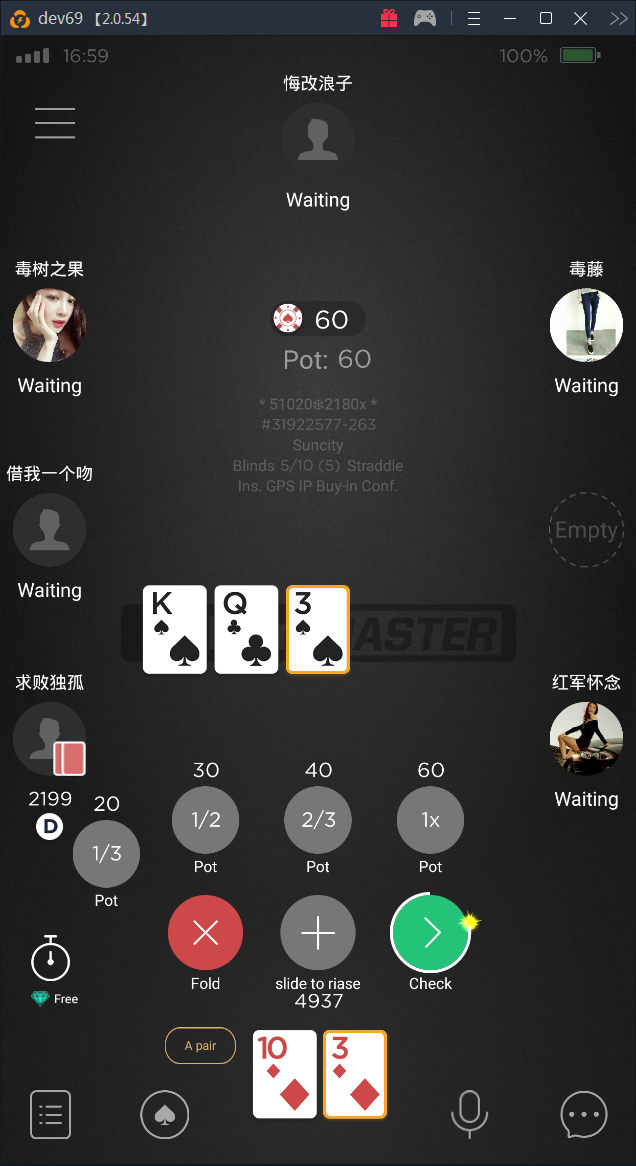 dev69 【2.0.54】
16:59
100%
悔改浪子
Waiting
毒树之果
毒藤
60
Pot: 60
Waiting
Waiting
* 51020❉2180x *
#31922577-263
Suncity
Blinds 5/10 (5) Straddle
Ins. GPS IP Buy-in Conf.
借我一个吻
Empty
Waiting
K
Q
3
ASTER
求败独孤
红军怀念
2199
D
Waiting
20
30
40
60
1/3
1/2
2/3
1x
Pot
Pot
Pot
Pot
Fold
slide to riase
Check
4937
Free
A pair
10
3